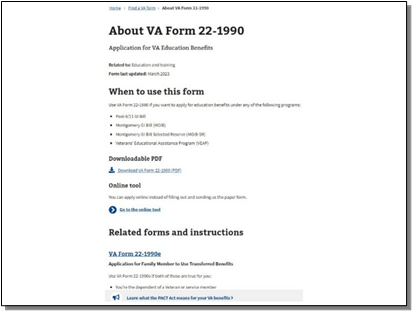 Home › Find a VA form › About VA Form 22-1990
About VA Form 22-1990
Application for VA Education Benefits
Related to: Education and training
Form last updated: March 2023
When to use this form
Use VA Form 22-1990 if you want to apply for education benefits under any of the following programs:
• Post-9/11 GI Bill
• Montgomery GI Bill (MGIB)
• Montgomery GI Bill Selected Reserve (MGIB-SR)
• Veterans' Educational Assistance Program (VEAP)
Downloadable PDF
Download VA Form 22-1990 (PDF)
Online tool
You can apply online instead of filling out and sending us the paper form.
Go to the online tool
Related forms and instructions
VA Form 22-1990e
Application for Family Member to Use Transferred Benefits
Use VA Form 22-1990e if both of these are true for you:
• You're the dependent of a Veteran or service member
Learn what the PACT Act means for your VA benefits ›